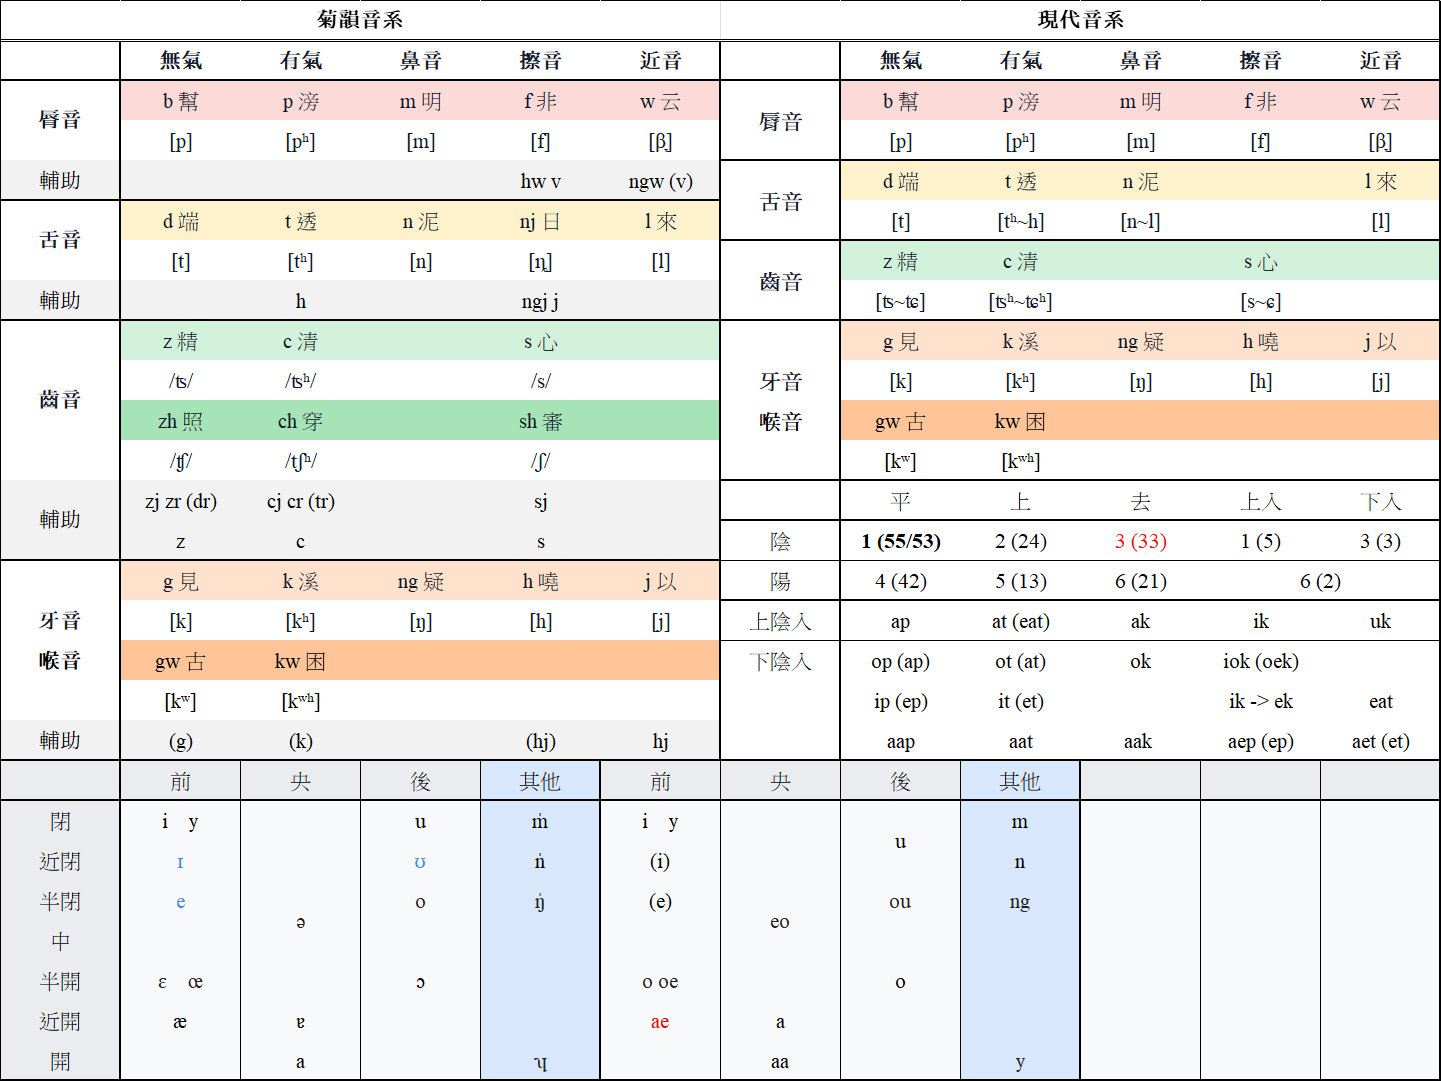 菊韻音系 現代音系
無氣 有氣 鼻音 擦音 近音 無氣 有氣 鼻音 擦音 近音
脣音 b 幫 p 滂 m 明 f 非 w 云 脣音 b 幫 p 滂 m 明 f 非 w 云
[p] [pʰ] [m] [f] [β̞] [p] [pʰ] [m] [f] [β̞]
輔助 hw v ngw (v) 舌音 d 端 t 透 n 泥 l 來
舌音 d 端 t 透 n 泥 nj 日 l 來 [t] [tʰ~h] [n~l] [l]
[t] [tʰ] [n] [ȵ] [l] 齒音 z 精 c 清 s 心
輔助 h ngj j [ʦ~ʨ] [ʦʰ~ʨʰ] [s~ɕ]
齒音 z 精 c 清 s 心 牙音 喉音 g 見 k 溪 ng 疑 h 嘵 j 以
/ʦ/ /ʦʰ/ /s/ [k] [kʰ] [ŋ] [h] [j]
zh 照 ch 穿 sh 審 gw 古 kw 困
/ʧ/ /tʃʰ/ /ʃ/ [kʷ] [kʷʰ]
輔助 zj zr (dr) cj cr (tr) sj 平 上 去 上入 下入
z c s 陰 1 (55/53) 2 (24) 3 (33) 1 (5) 3 (3)
牙音 喉音 g 見 k 溪 ng 疑 h 嘵 j 以 陽 4 (42) 5 (13) 6 (21) 6 (2)
[k] [kʰ] [ŋ] [h] [j] 上陰入 ap at (eat) ak ik uk
gw 古 kw 困 下陰入 op (ap) ot (at) ok iok (oek)
[kʷ] [kʷʰ] ip (ep) it (et) ik -> ek eat
輔助 (g) (k) (hj) hj aap aat aak aep (ep) aet (et)
前 央 後 其他 前 央 後 其他
閉 i y u ṁ i y u m
近閉 ɪ ʊ ṅ (i) n
半閉 e ə o ŋ̇ (e) eo ou ng
中
半開 ɛ œ ɔ o oe o
近開 æ ɐ ae a
開 a ʮ aa y